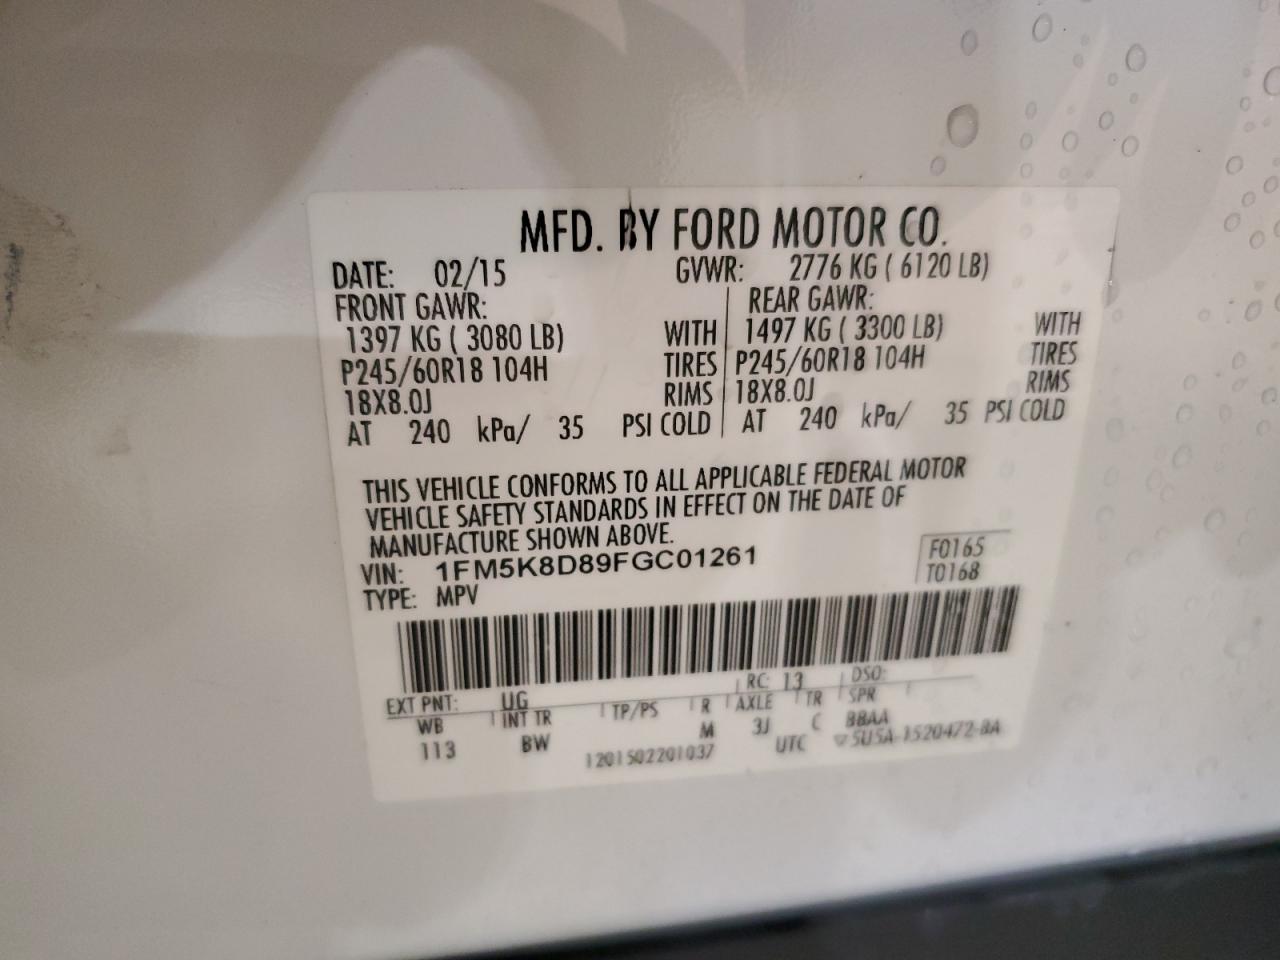 MFD. BY FORD MOTOR CO.
DATE: 02/15 GVWR: 2776 KG ( 6120 LB)
FRONT GAWR: REAR GAWR:
1397 KG ( 3080 LB) WITH 1497 KG ( 3300 LB) WITH
P245/60R18 104H TIRES P245/60R18 104H TIRES
18X8.0J RIMS 18X8.0J RIMS
AT 240 kPa/ 35 PSI COLD AT 240 kPa/ 35 PSI COLD
THIS VEHICLE CONFORMS TO ALL APPLICABLE FEDERAL MOTOR
VEHICLE SAFETY STANDARDS IN EFFECT ON THE DATE OF
MANUFACTURE SHOWN ABOVE.
VIN: 1FM5K8D89FGC01261 F0165
TYPE: MPV T0168
EXT PNT: UG RC: 13 DSO:
WB INT TR TP/PS R AXLE TR SPR
113 BW M 3J C BBAA
1201502201037 UTC ▽5U5A-1520472-BA